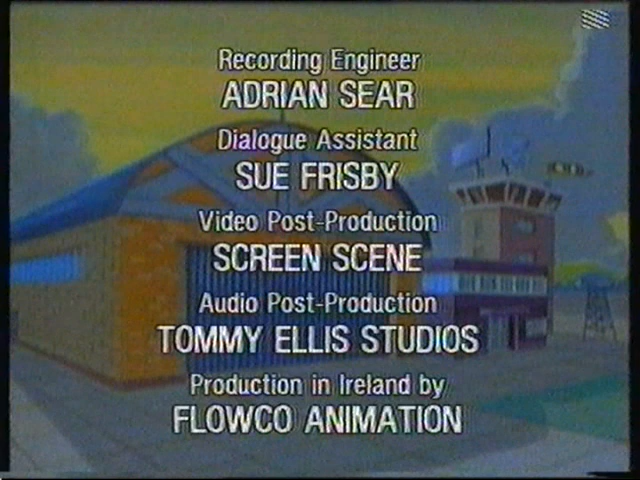 Recording Engineer
ADRIAN SEAR
Dialogue Assistant
SUE FRISBY
Video Post-Production
SCREEN SCENE
Audio Post-Production
TOMMY ELLIS STUDIOS
Production in Ireland by
FLOWCO ANIMATION